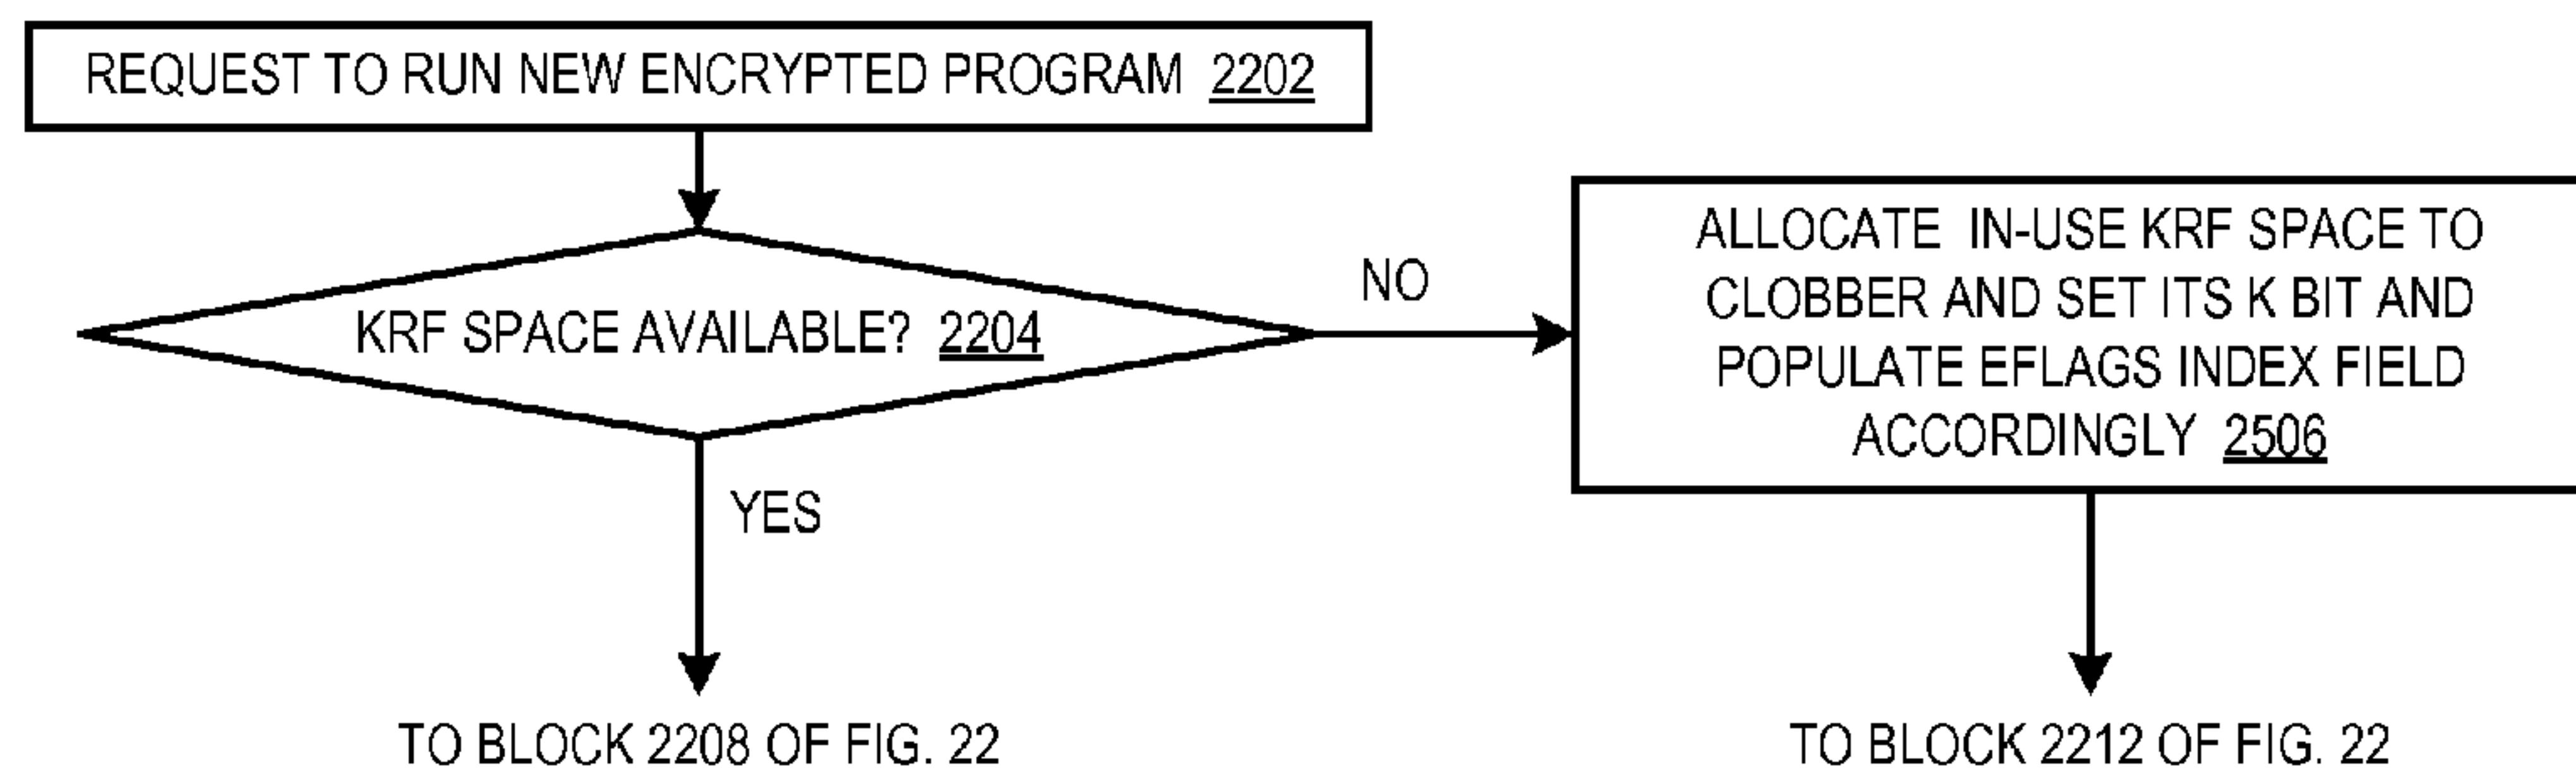 REQUEST TO RUN NEW ENCRYPTED PROGRAM 2202
KRF SPACE AVAILABLE? 2204
NO
ALLOCATE IN-USE KRF SPACE TO
CLOBBER AND SET ITS K BIT AND
POPULATE EFLAGS INDEX FIELD
ACCORDINGLY 2506
YES
TO BLOCK 2208 OF FIG. 22
TO BLOCK 2212 OF FIG. 22